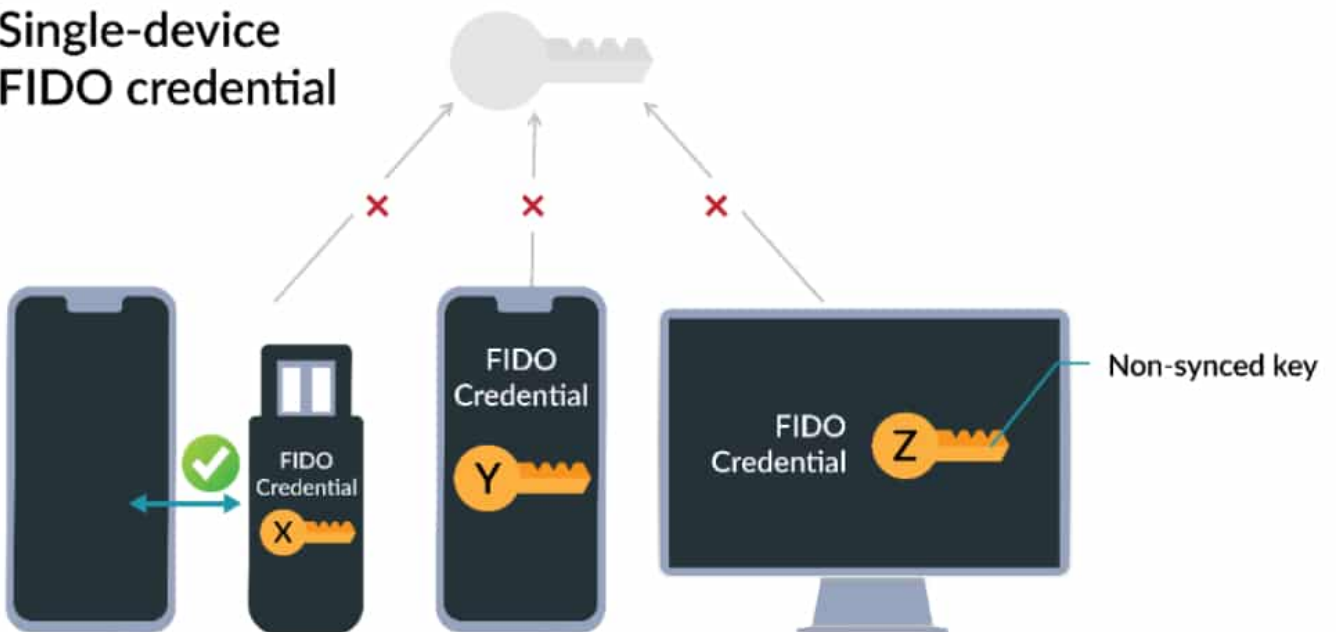 Single-device
FIDO credential
FIDO
Credential
X
FIDO
Credential
Y
FIDO
Credential
Z
Non-synced key